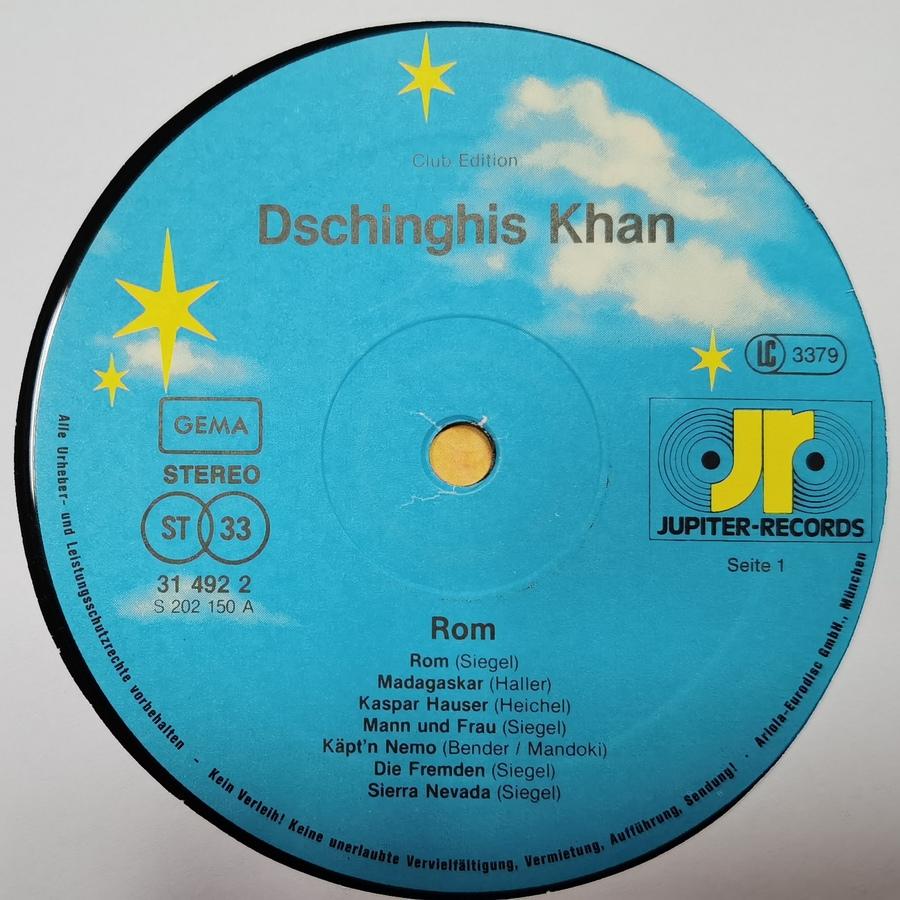 Club Edition
Dschinghis Khan
LC 3379
GEMA
STEREO
ST 33
31 492 2
S 202 150 A
jr
JUPITER-RECORDS
Seite 1
Rom
Rom (Siegel)
Madagaskar (Haller)
Kaspar Hauser (Heichel)
Mann und Frau (Siegel)
Käpt'n Nemo (Bender / Mandoki)
Die Fremden (Siegel)
Sierra Nevada (Siegel)
Alle Urheber- und Leistungsschutzrechte vorbehalten - Kein Verleih! Keine unerlaubte Vervielfältigung, Vermietung, Aufführung, Sendung! · Ariola-Eurodisc GmbH., München